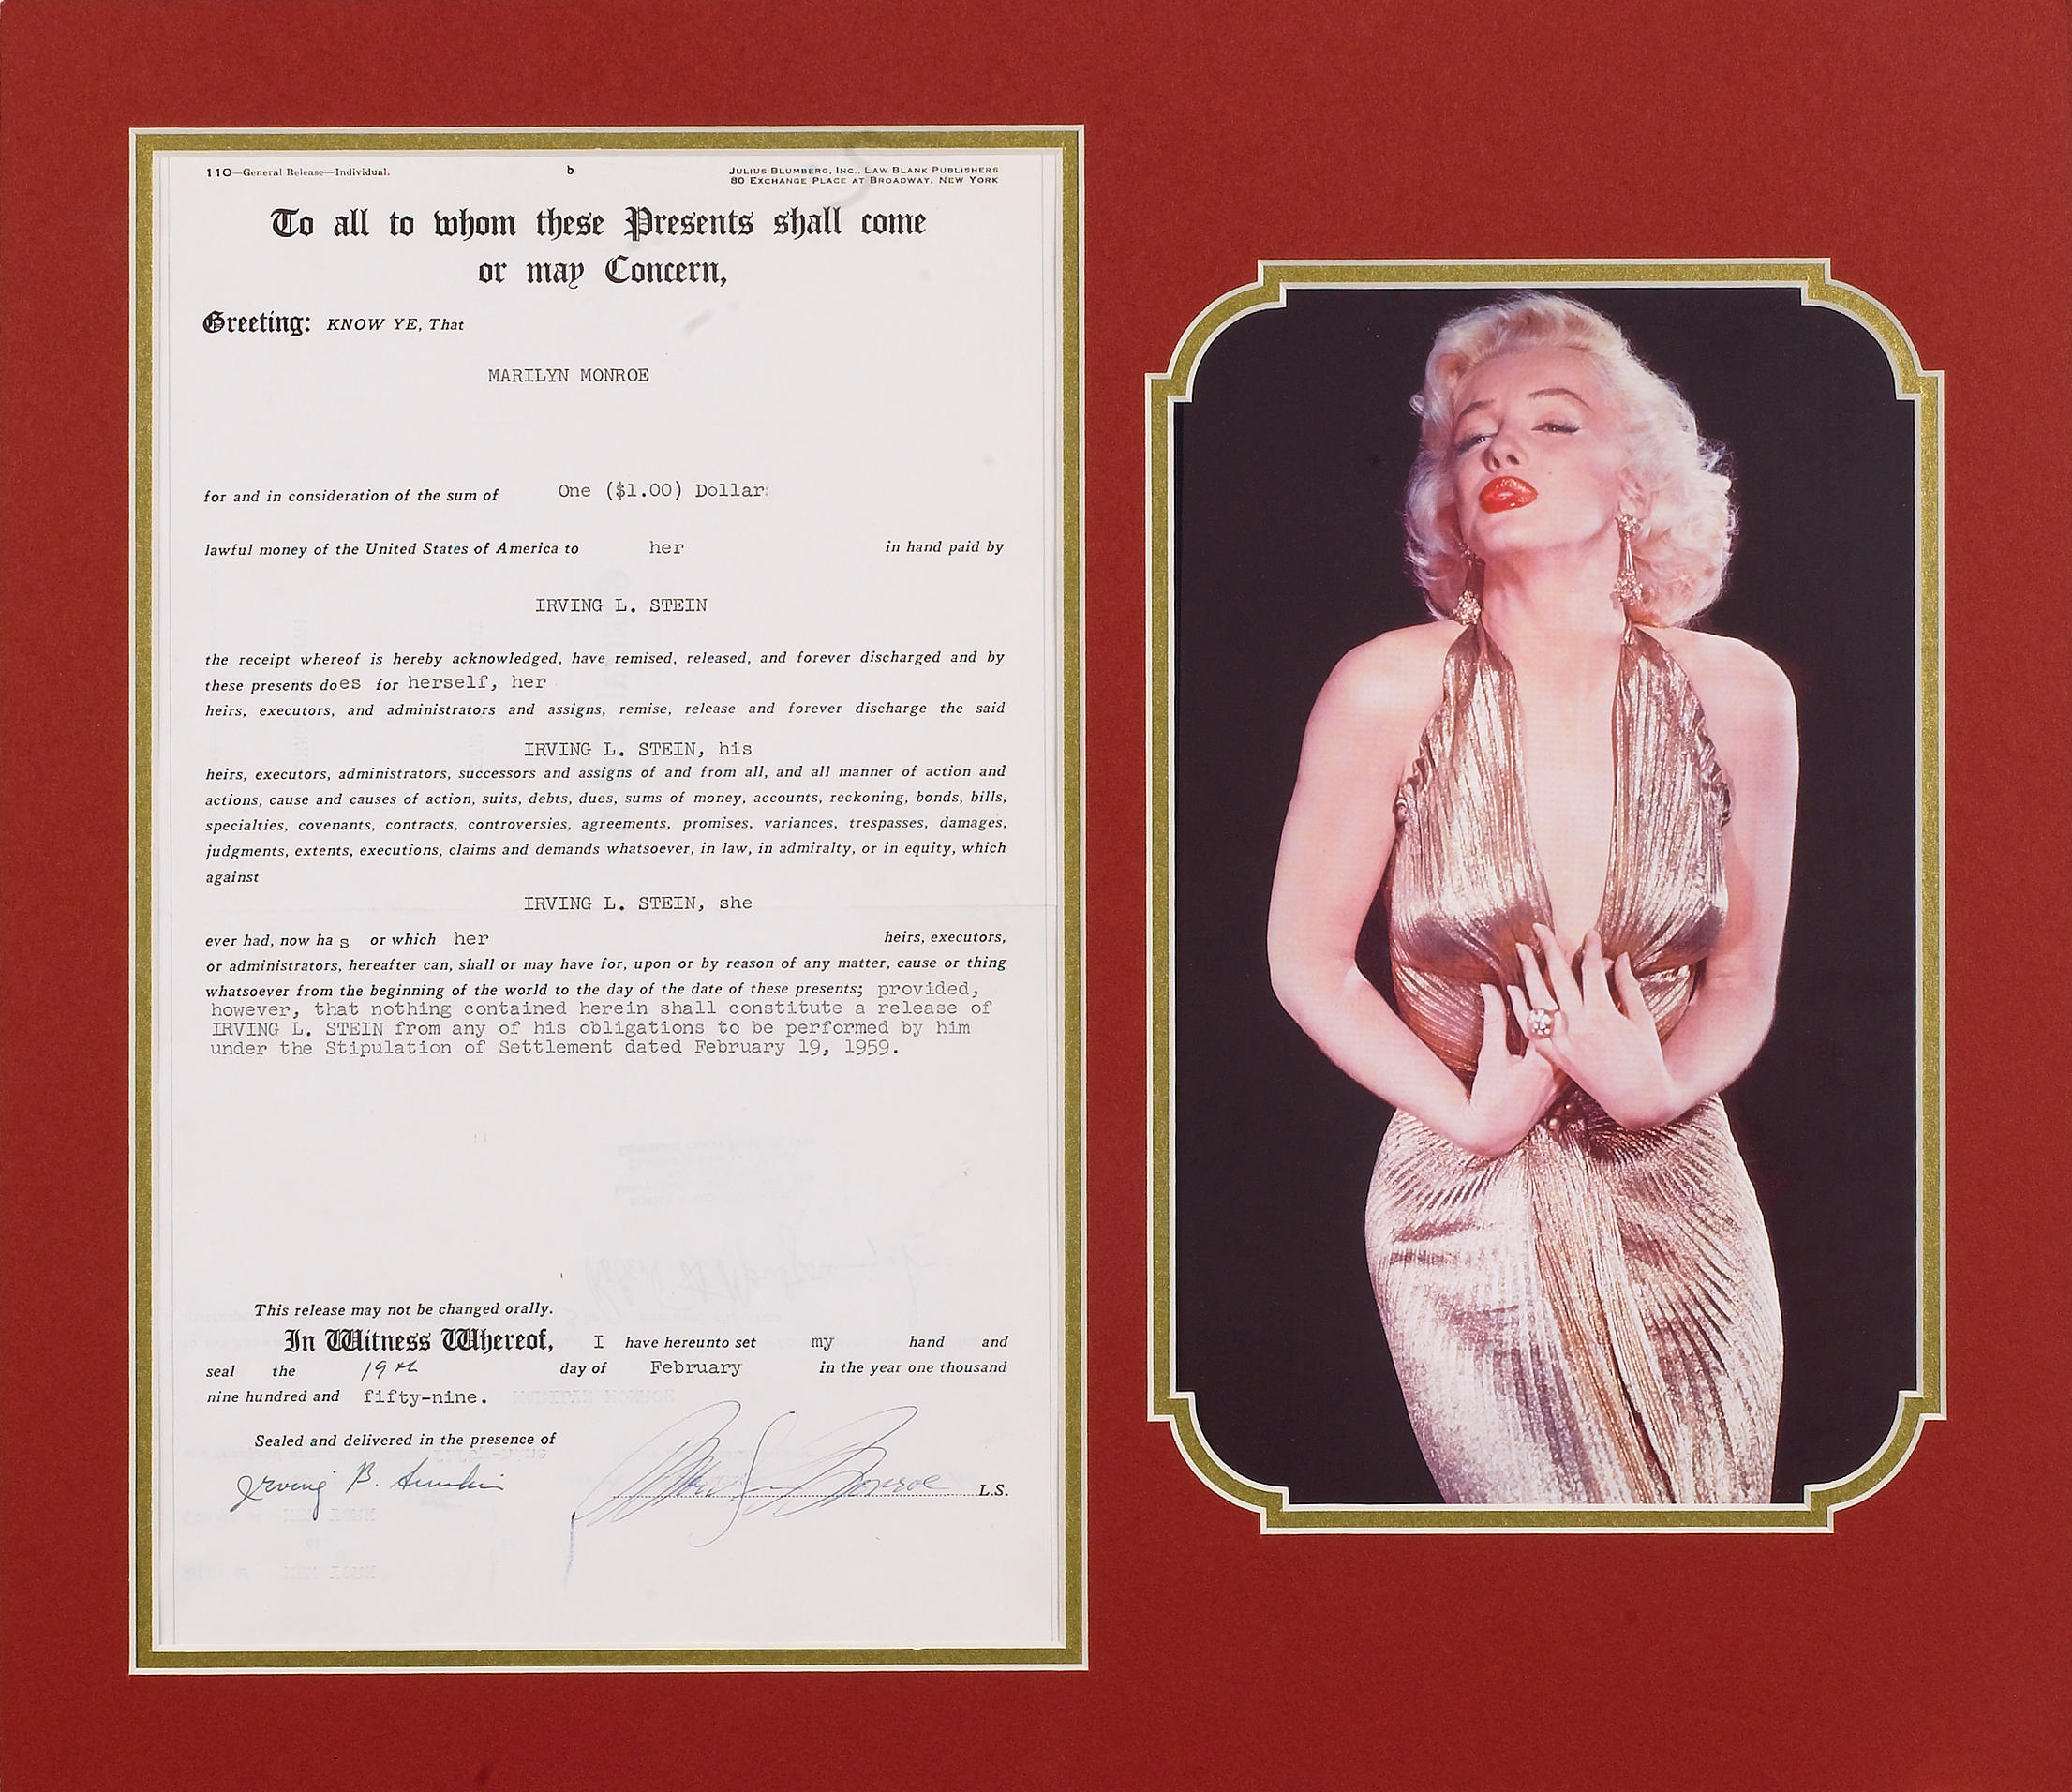 110—General Release—Individual.
b
JULIUS BLUMBERG, INC., LAW BLANK PUBLISHERS
80 EXCHANGE PLACE AT BROADWAY, NEW YORK
To all to whom these Presents shall come
or may Concern,
Greeting: KNOW YE, That
MARILYN MONROE
for and in consideration of the sum of One ($1.00) Dollar
lawful money of the United States of America to her in hand paid by
IRVING L. STEIN
the receipt whereof is hereby acknowledged, have remised, released, and forever discharged and by
these presents does for herself, her
heirs, executors, and administrators and assigns, remise, release and forever discharge the said
IRVING L. STEIN, his
heirs, executors, administrators, successors and assigns of and from all, and all manner of action and
actions, cause and causes of action, suits, debts, dues, sums of money, accounts, reckoning, bonds, bills,
specialties, covenants, contracts, controversies, agreements, promises, variances, trespasses, damages,
judgments, extents, executions, claims and demands whatsoever, in law, in admiralty, or in equity, which
against
IRVING L. STEIN, she
ever had, now has or which her heirs, executors,
or administrators, hereafter can, shall or may have for, upon or by reason of any matter, cause or thing
whatsoever from the beginning of the world to the day of the date of these presents; provided,
however, that nothing contained herein shall constitute a release of
IRVING L. STEIN from any of his obligations to be performed by him
under the Stipulation of Settlement dated February 19, 1959.
This release may not be changed orally.
In Witness Whereof, I have hereunto set my hand and
seal the 19th day of February in the year one thousand
nine hundred and fifty-nine.
Sealed and delivered in the presence of
Irving B.
Marilyn Monroe L.S.